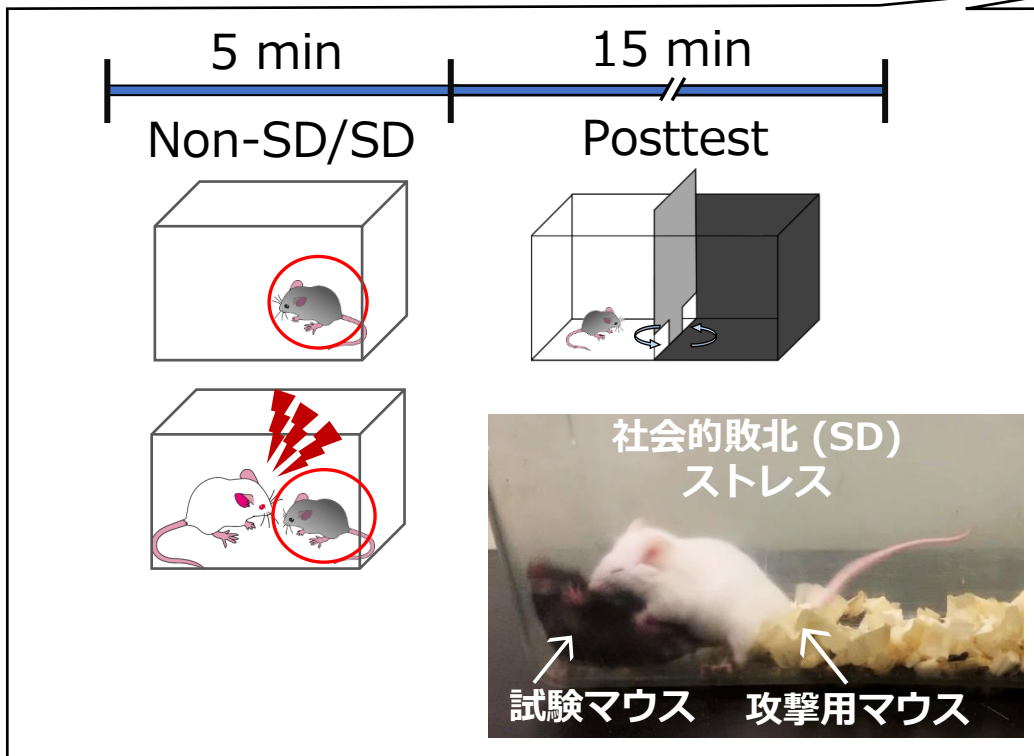 5 min
15 min
Non-SD/SD
Posttest
社会的敗北 (SD)
ストレス
試験マウス
攻撃用マウス